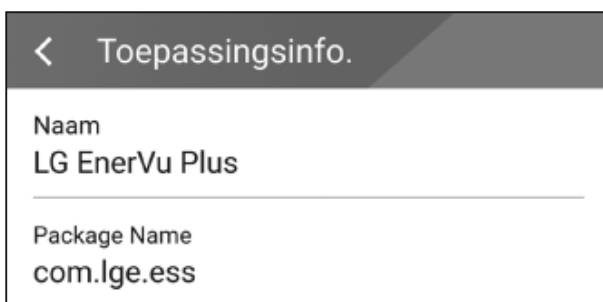 Toepassingsinfo.
Naam
LG EnerVu Plus
Package Name
com.lge.ess